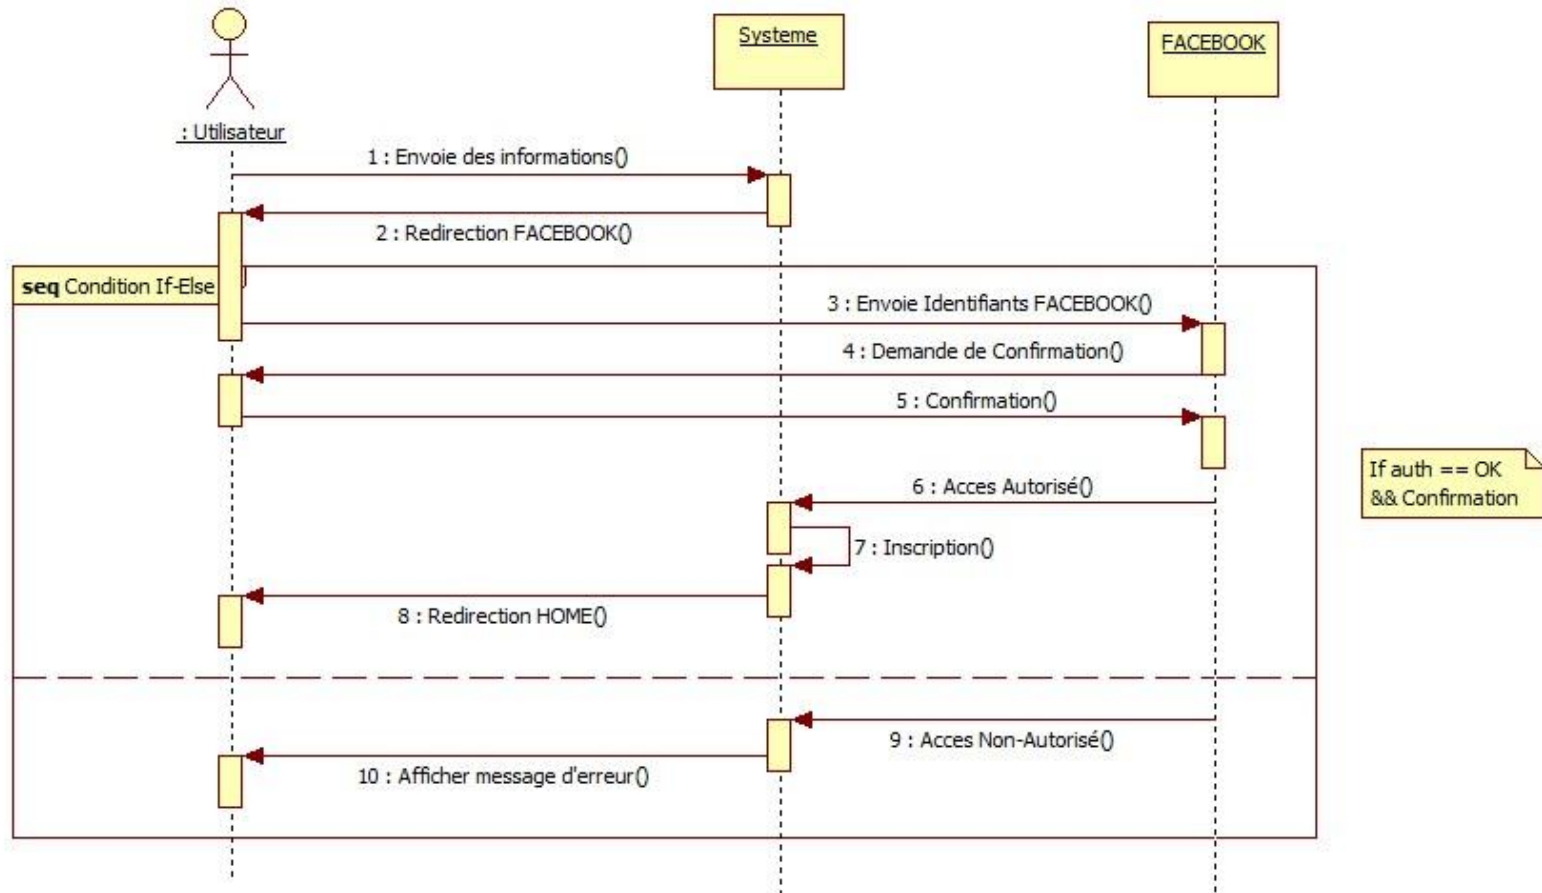 Systeme
FACEBOOK
: Utilisateur
1 : Envoie des informations()
2 : Redirection FACEBOOK()
seq Condition If-Else
3 : Envoie Identifiants FACEBOOK()
4 : Demande de Confirmation()
5 : Confirmation()
If auth == OK
&& Confirmation
6 : Acces Autorisé()
7 : Inscription()
8 : Redirection HOME()
9 : Acces Non-Autorisé()
10 : Afficher message d'erreur()